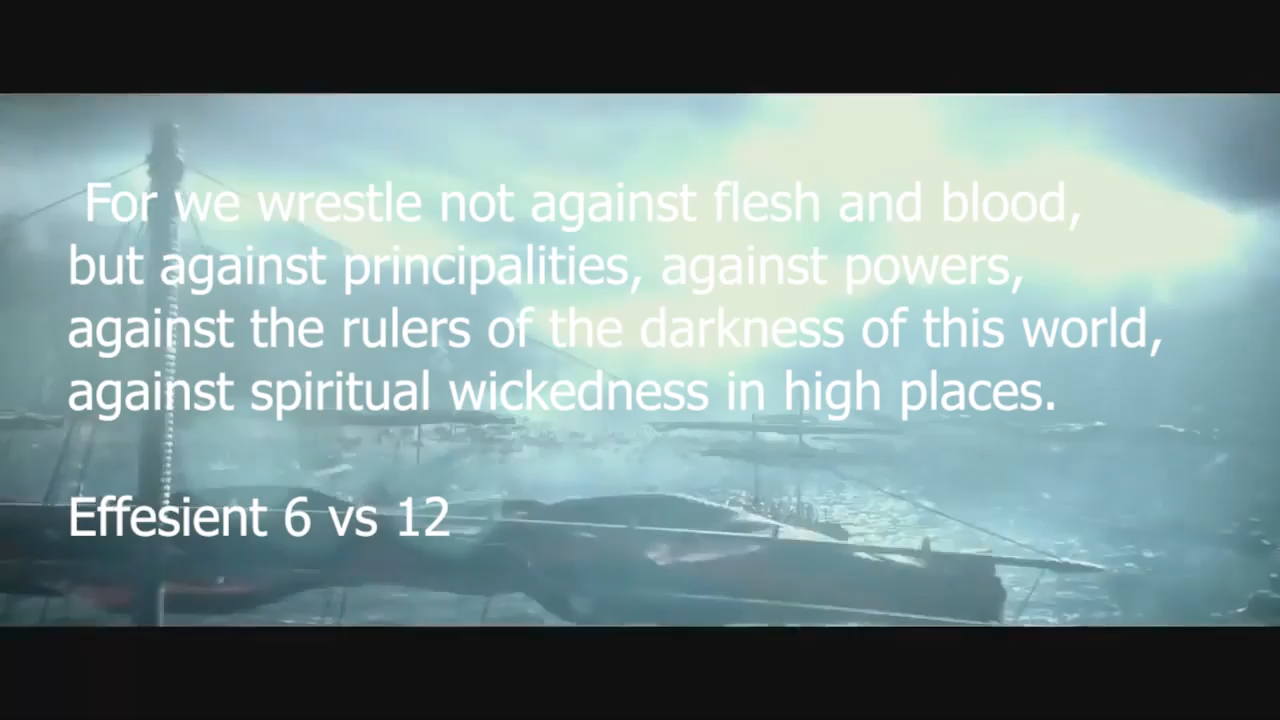 For we wrestle not against flesh and blood,
but against principalities, against powers,
against the rulers of the darkness of this world,
against spiritual wickedness in high places.
Effesient 6 vs 12